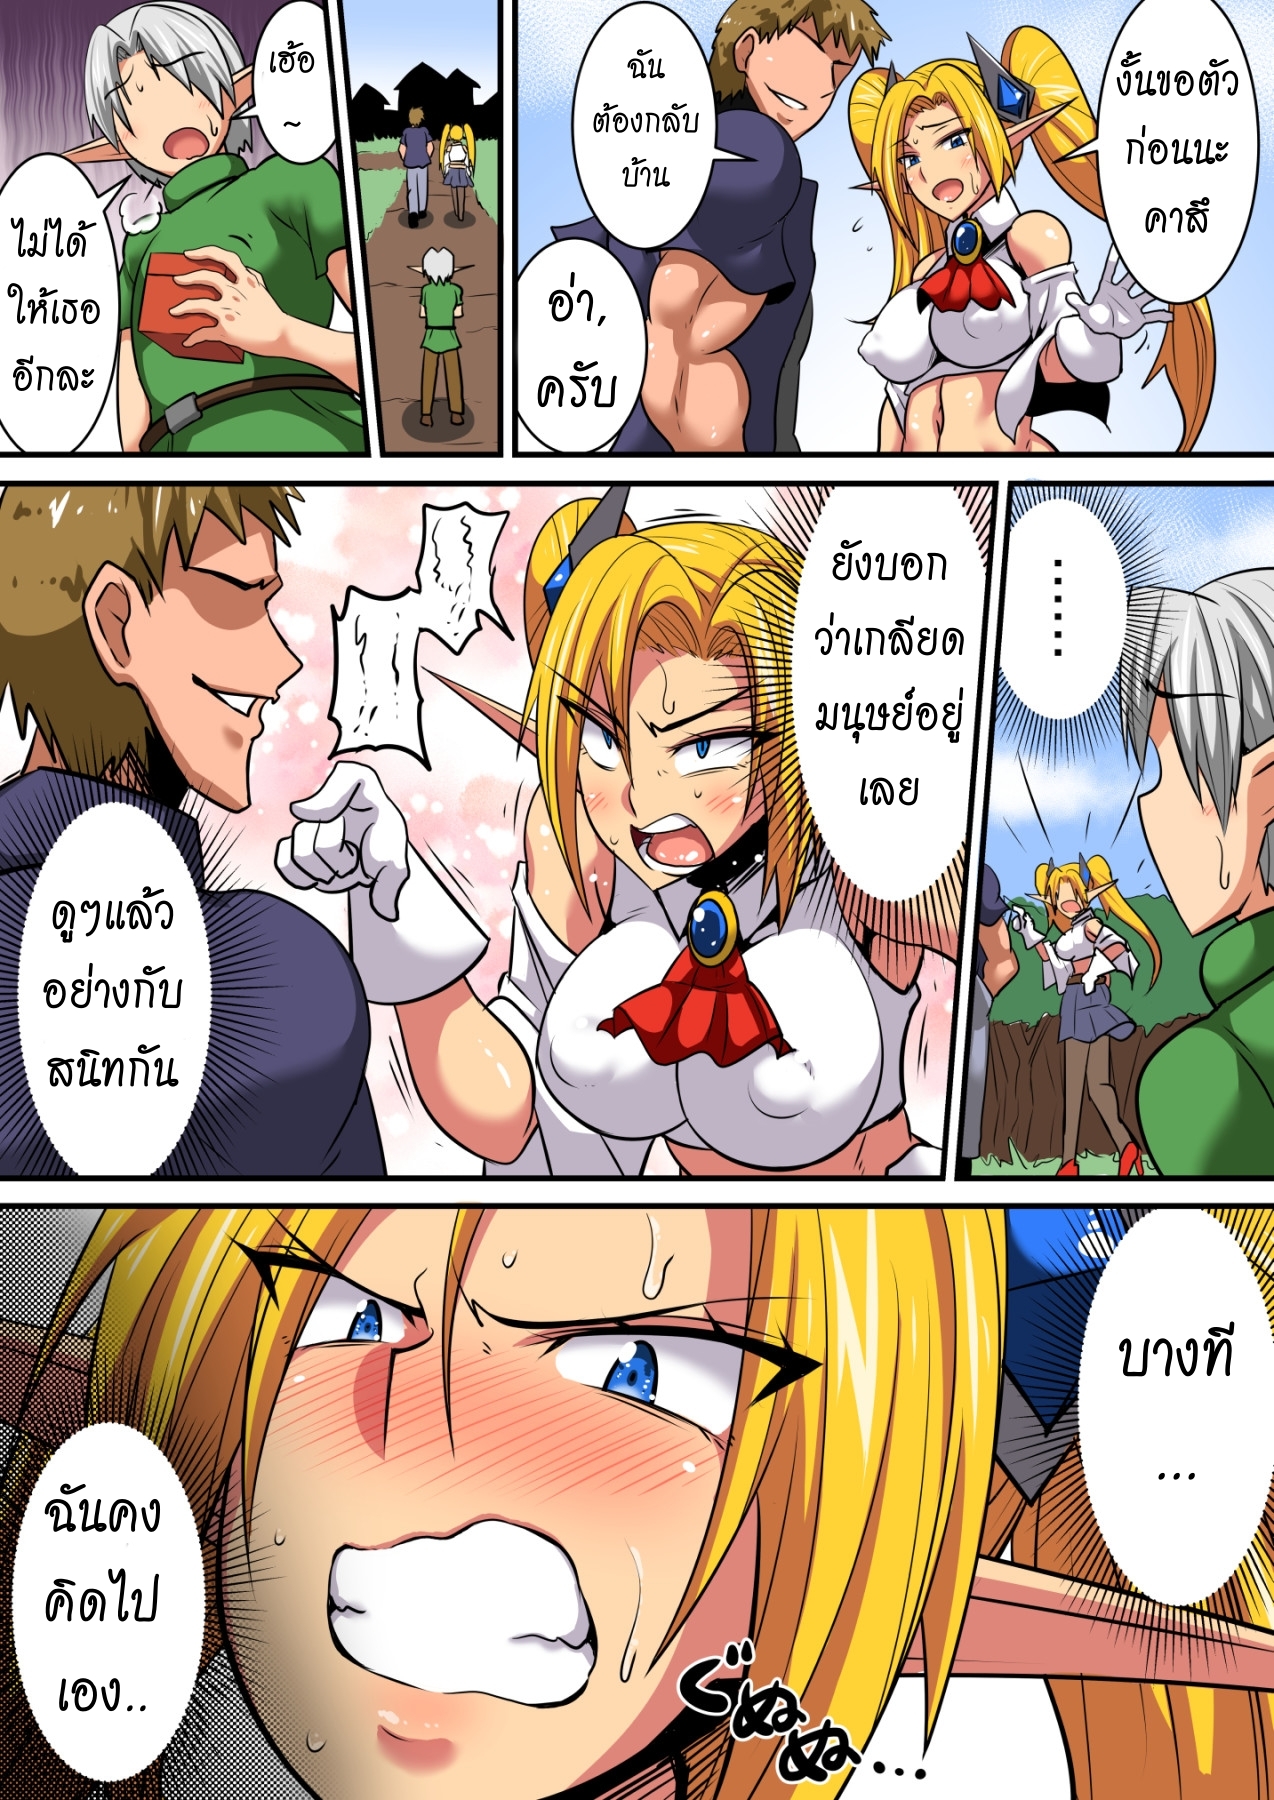 งั้นขอตัว
ก่อนนะ
คาสึ
ฉัน
ต้องกลับ
บ้าน
อ่า,
ครับ
เฮ้อ
~
ไม่ได้
ให้เธอ
อีกละ
......
ยังบอก
ว่าเกลียด
มนุษย์อยู่
เลย
ดูๆแล้ว
อย่างกับ
สนิทกัน
บางที
...
ฉันคง
คิดไป
เอง..
ぐぬぬ...